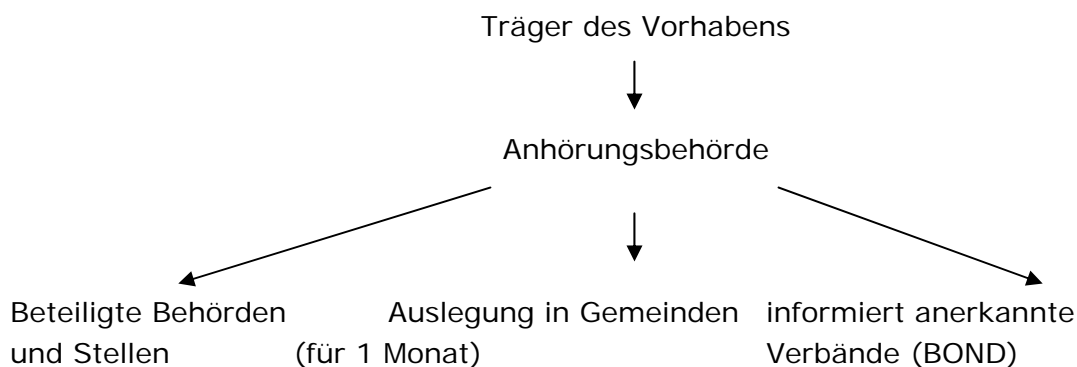 Träger des Vorhabens
Anhörungsbehörde
Beteiligte Behörden Auslegung in Gemeinden informiert anerkannte
und Stellen (für 1 Monat) Verbände (BOND)